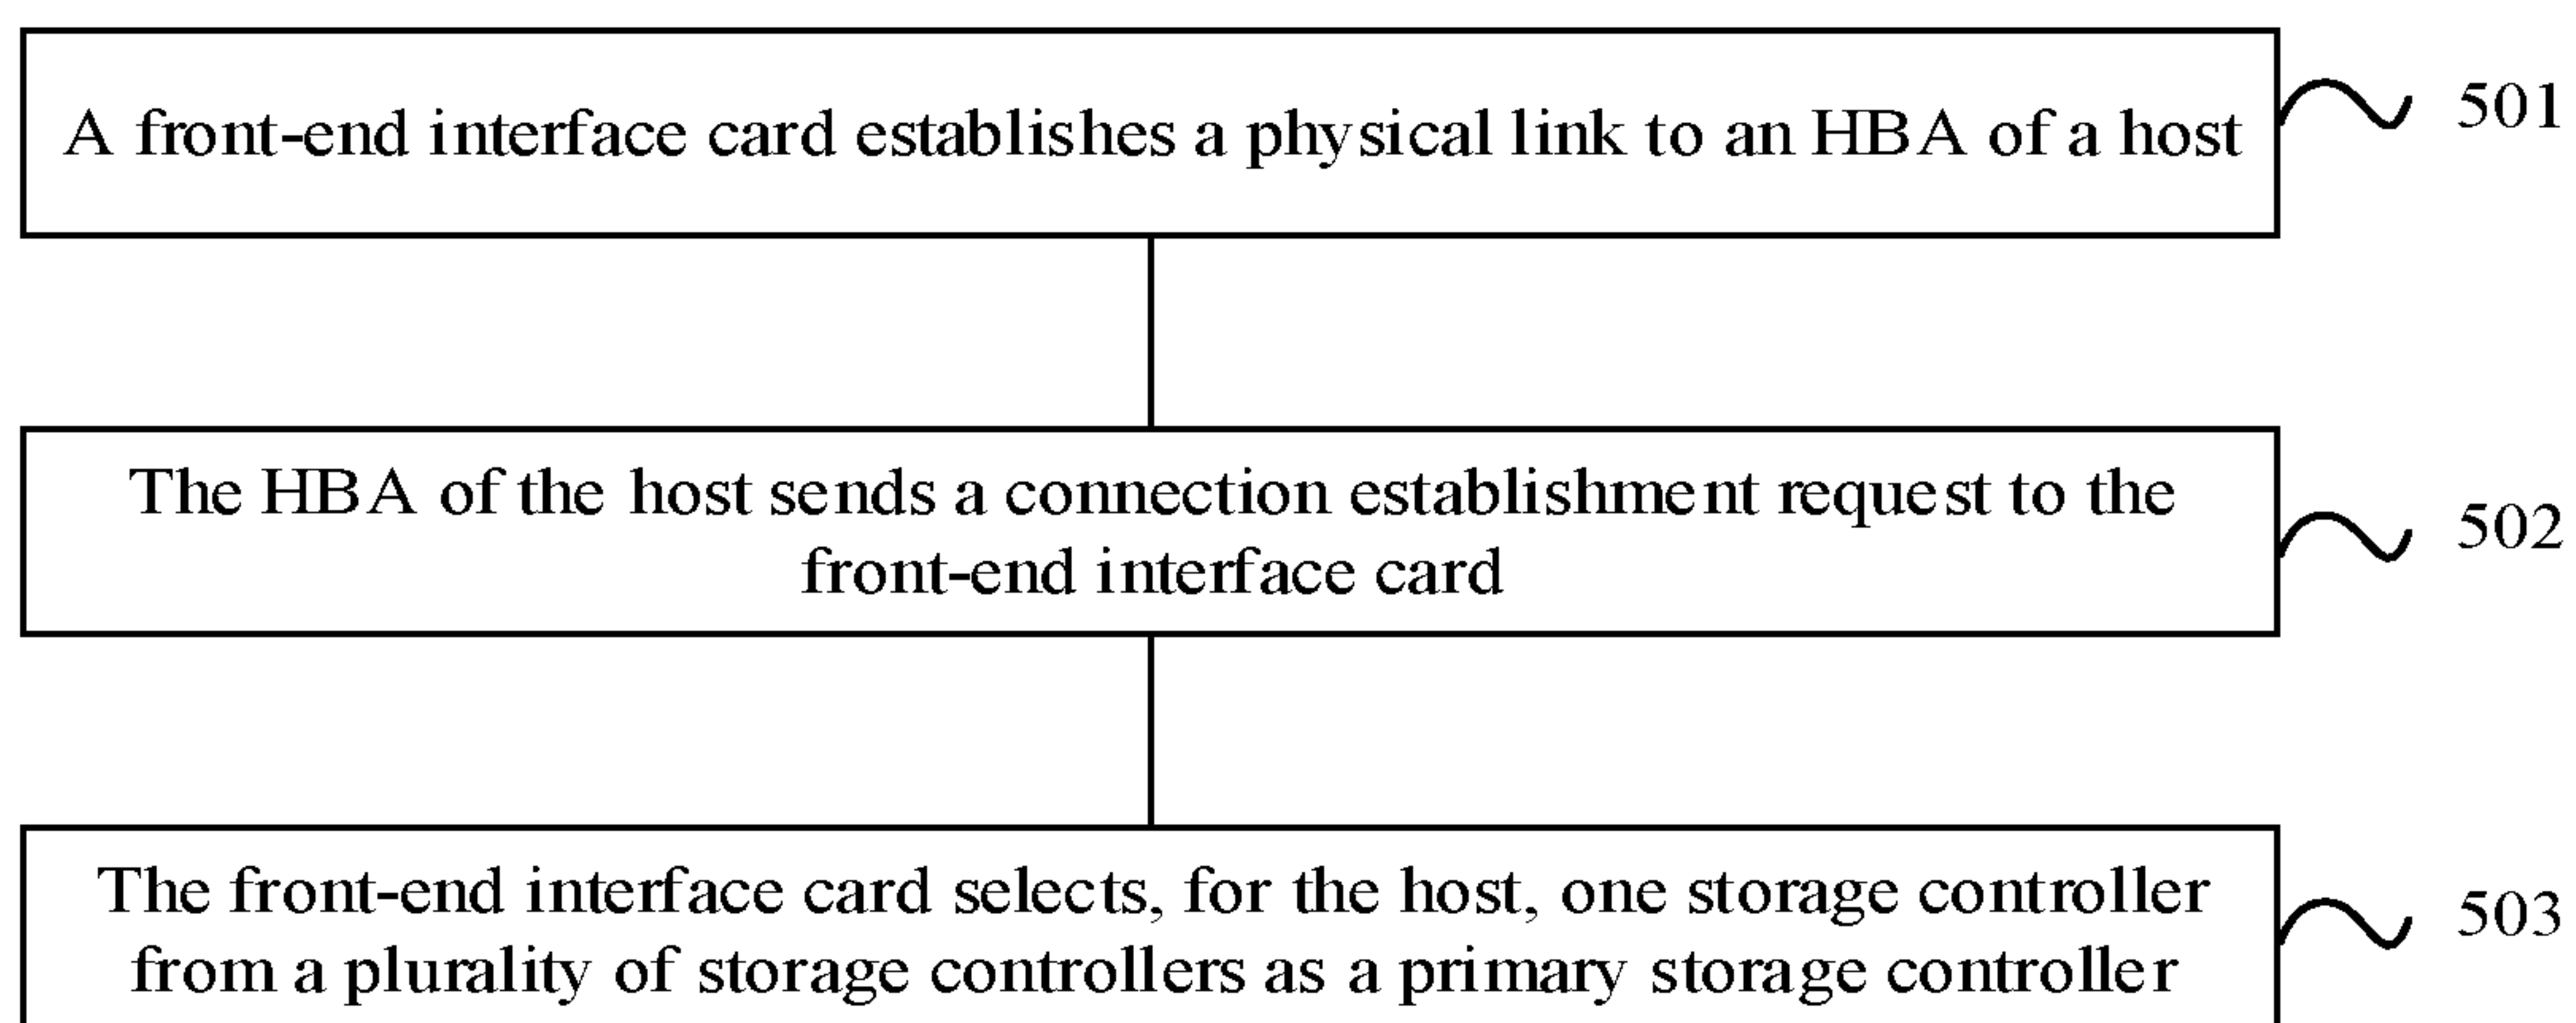 A front-end interface card establishes a physical link to an HBA of a host
501
The HBA of the host sends a connection establishment request to the
front-end interface card
502
The front-end interface card selects, for the host, one storage controller
from a plurality of storage controllers as a primary storage controller
503